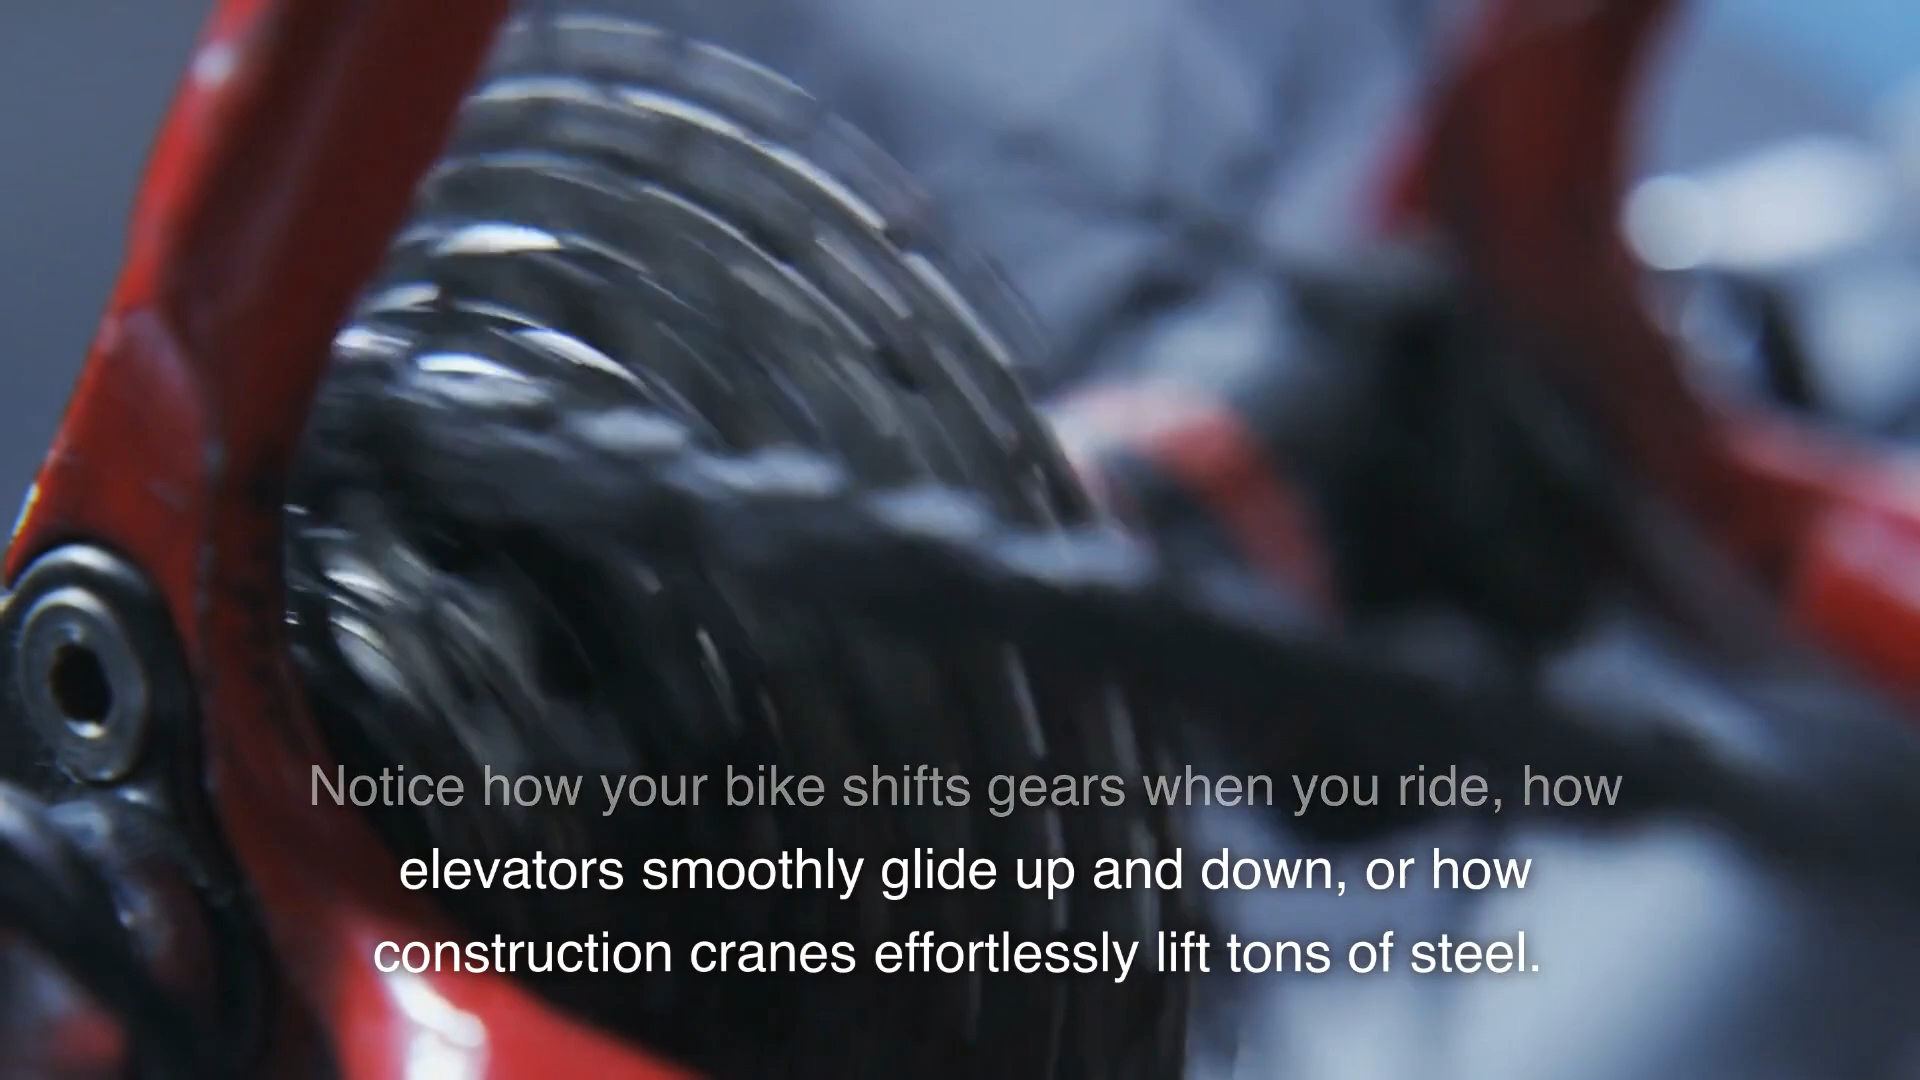 Notice how your bike shifts gears when you ride, how
elevators smoothly glide up and down, or how
construction cranes effortlessly lift tons of steel.